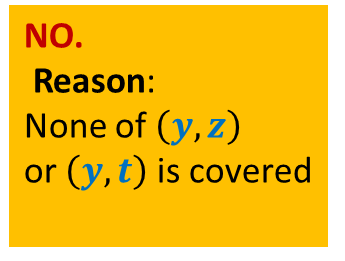 NO.
Reason:
None of (y, z)
or (y, t) is covered